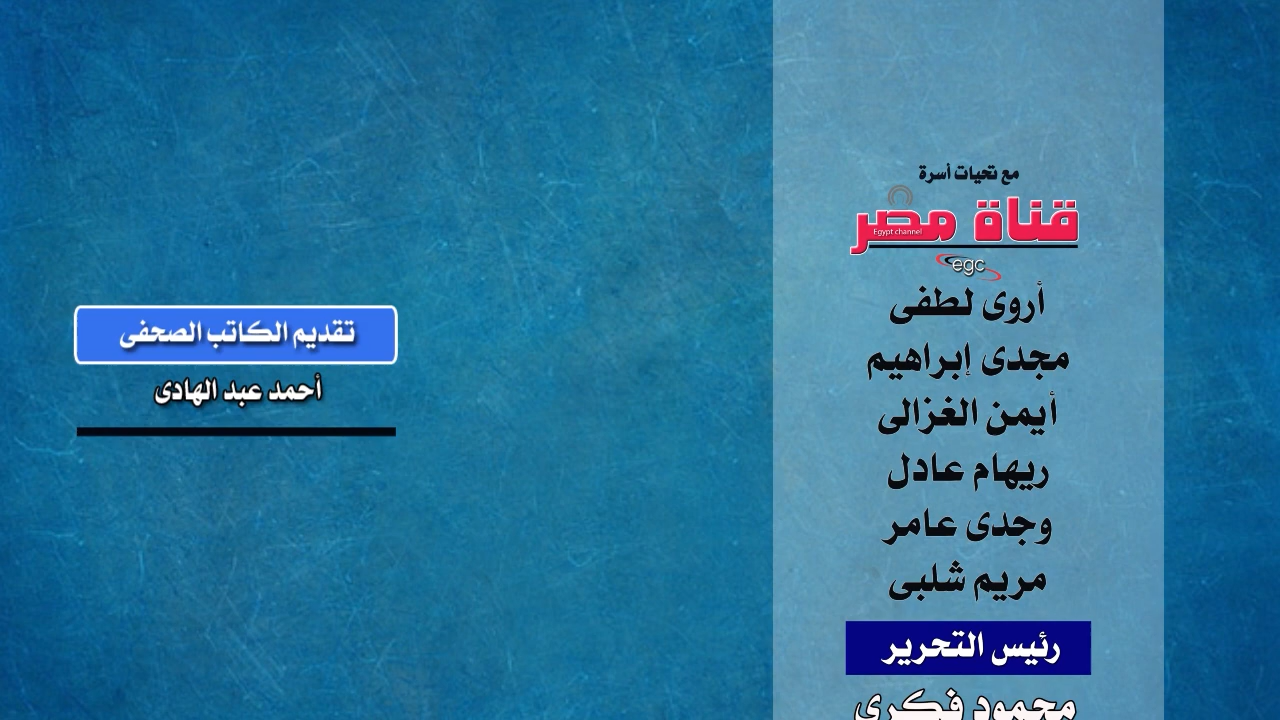 مع تحيات أسرة
قناة مصر
Egypt channel
egc
أروى لطفى
مجدى إبراهيم
أيمن الغزالى
ريهام عادل
وجدى عامر
مريم شلبى
رئيس التحرير
محمود فكري
تقديم الكاتب الصحفى
أحمد عبد الهادى